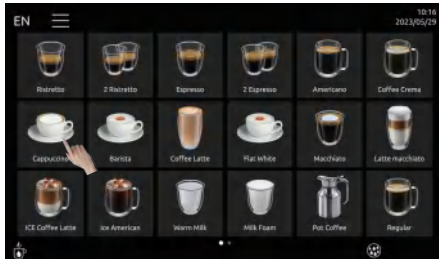 EN
10:16
2023/05/29
Ristretto
2 Ristretto
Espresso
2 Espresso
Americano
Coffee Crema
Cappuccino
Barista
Coffee Latte
Flat White
Macchiato
Latte macchiato
ICE Coffee Latte
Ice American
Warm Milk
Milk Foam
Pot Coffee
Regular